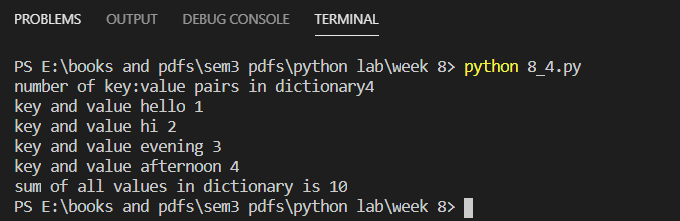 PROBLEMS OUTPUT DEBUG CONSOLE TERMINAL
PS E:\books and pdfs\sem3 pdfs\python lab\week 8> python 8_4.py
number of key:value pairs in dictionary4
key and value hello 1
key and value hi 2
key and value evening 3
key and value afternoon 4
sum of all values in dictionary is 10
PS E:\books and pdfs\sem3 pdfs\python lab\week 8>